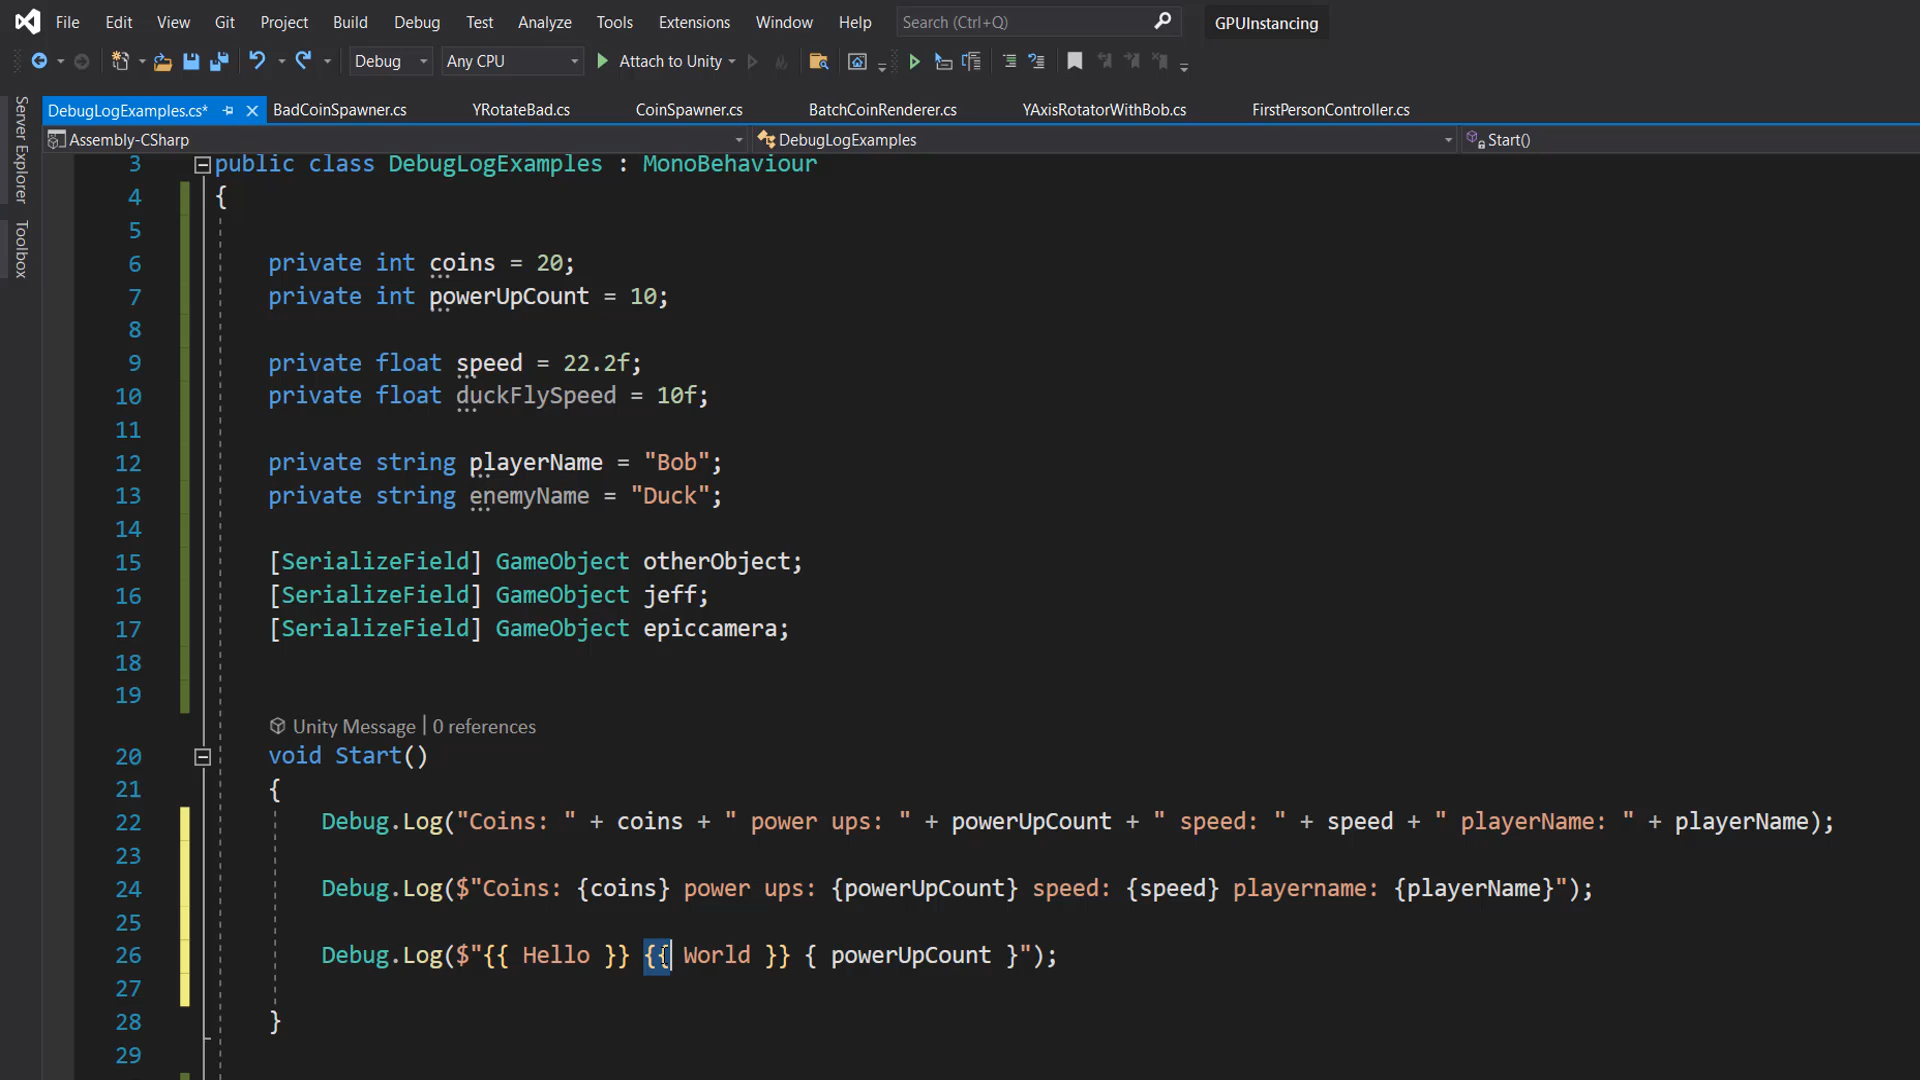 File Edit View Git Project Build Debug Test Analyze Tools Extensions Window Help Search (Ctrl+Q) GPUInstancing
Debug Any CPU Attach to Unity
Server Explorer
Toolbox
DebugLogExamples.cs* BadCoinSpawner.cs YRotateBad.cs CoinSpawner.cs BatchCoinRenderer.cs YAxisRotatorWithBob.cs FirstPersonController.cs
Assembly-CSharp DebugLogExamples Start()
3 public class DebugLogExamples : MonoBehaviour
4 {
5
6 private int coins = 20;
7 private int powerUpCount = 10;
8
9 private float speed = 22.2f;
10 private float duckFlySpeed = 10f;
11
12 private string playerName = "Bob";
13 private string enemyName = "Duck";
14
15 [SerializeField] GameObject otherObject;
16 [SerializeField] GameObject jeff;
17 [SerializeField] GameObject epiccamera;
18
19
Unity Message | 0 references
20 void Start()
21 {
22 Debug.Log("Coins: " + coins + " power ups: " + powerUpCount + " speed: " + speed + " playerName: " + playerName);
23
24 Debug.Log($"Coins: {coins} power ups: {powerUpCount} speed: {speed} playername: {playerName}");
25
26 Debug.Log($"{{ Hello }} {{ World }} { powerUpCount }");
27
28 }
29